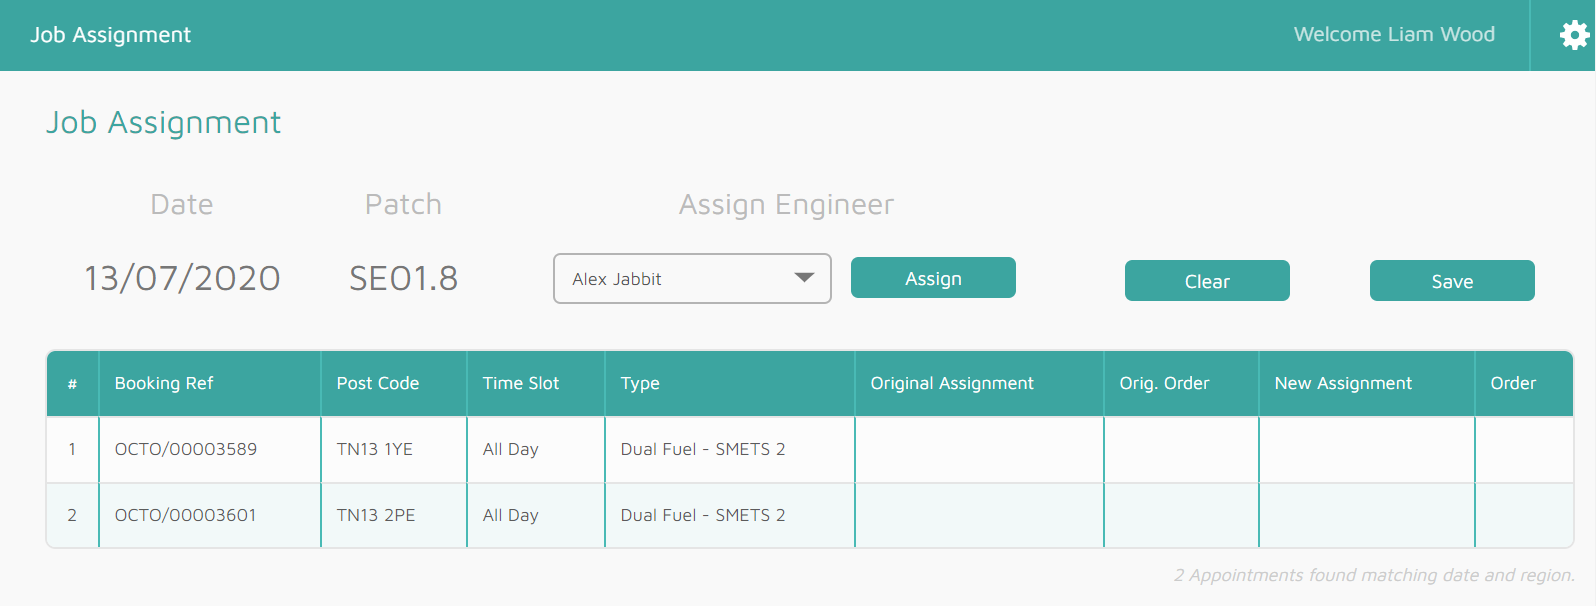 Job Assignment Welcome Liam Wood
Job Assignment
Date Patch Assign Engineer
13/07/2020 SE01.8 Alex Jabbit Assign Clear Save
# Booking Ref Post Code Time Slot Type Original Assignment Orig. Order New Assignment Order
1 OCTO/00003589 TN13 1YE All Day Dual Fuel - SMETS 2
2 OCTO/00003601 TN13 2PE All Day Dual Fuel - SMETS 2
2 Appointments found matching date and region.